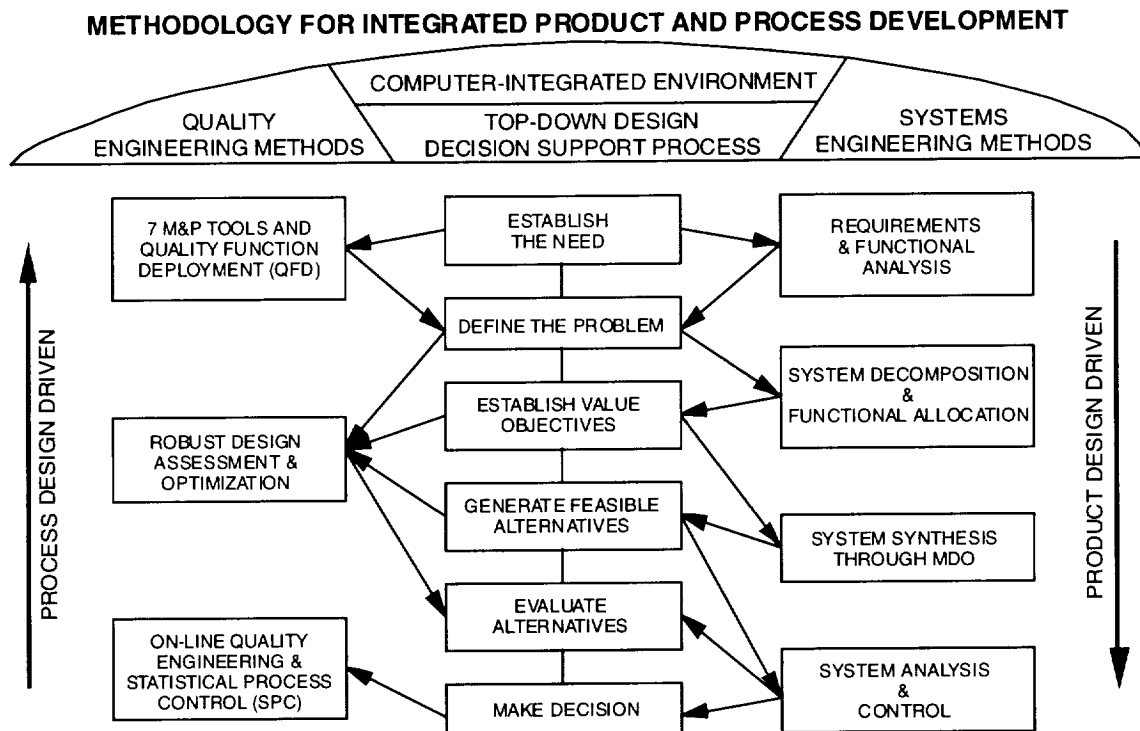 METHODOLOGY FOR INTEGRATED PRODUCT AND PROCESS DEVELOPMENT
COMPUTER-INTEGRATED ENVIRONMENT
QUALITY
ENGINEERING METHODS
TOP-DOWN DESIGN
DECISION SUPPORT PROCESS
SYSTEMS
ENGINEERING METHODS
PROCESS DESIGN DRIVEN
7 M&P TOOLS AND
QUALITY FUNCTION
DEPLOYMENT (QFD)
ROBUST DESIGN
ASSESSMENT &
OPTIMIZATION
ON-LINE QUALITY
ENGINEERING &
STATISTICAL PROCESS
CONTROL (SPC)
ESTABLISH
THE NEED
DEFINE THE PROBLEM
ESTABLISH VALUE
OBJECTIVES
GENERATE FEASIBLE
ALTERNATIVES
EVALUATE
ALTERNATIVES
MAKE DECISION
REQUIREMENTS
& FUNCTIONAL
ANALYSIS
SYSTEM DECOMPOSITION
&
FUNCTIONAL ALLOCATION
SYSTEM SYNTHESIS
THROUGH MDO
SYSTEM ANALYSIS
&
CONTROL
PRODUCT DESIGN DRIVEN